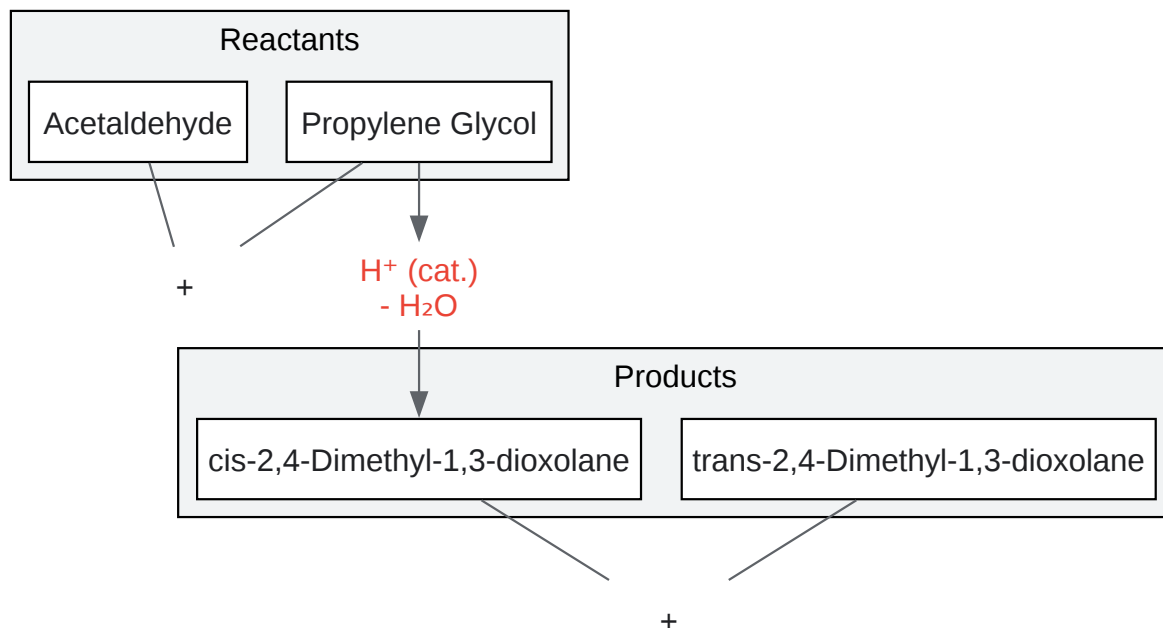 Reactants
Acetaldehyde
Propylene Glycol
+
H⁺ (cat.)
- H₂O
Products
cis-2,4-Dimethyl-1,3-dioxolane
trans-2,4-Dimethyl-1,3-dioxolane
+